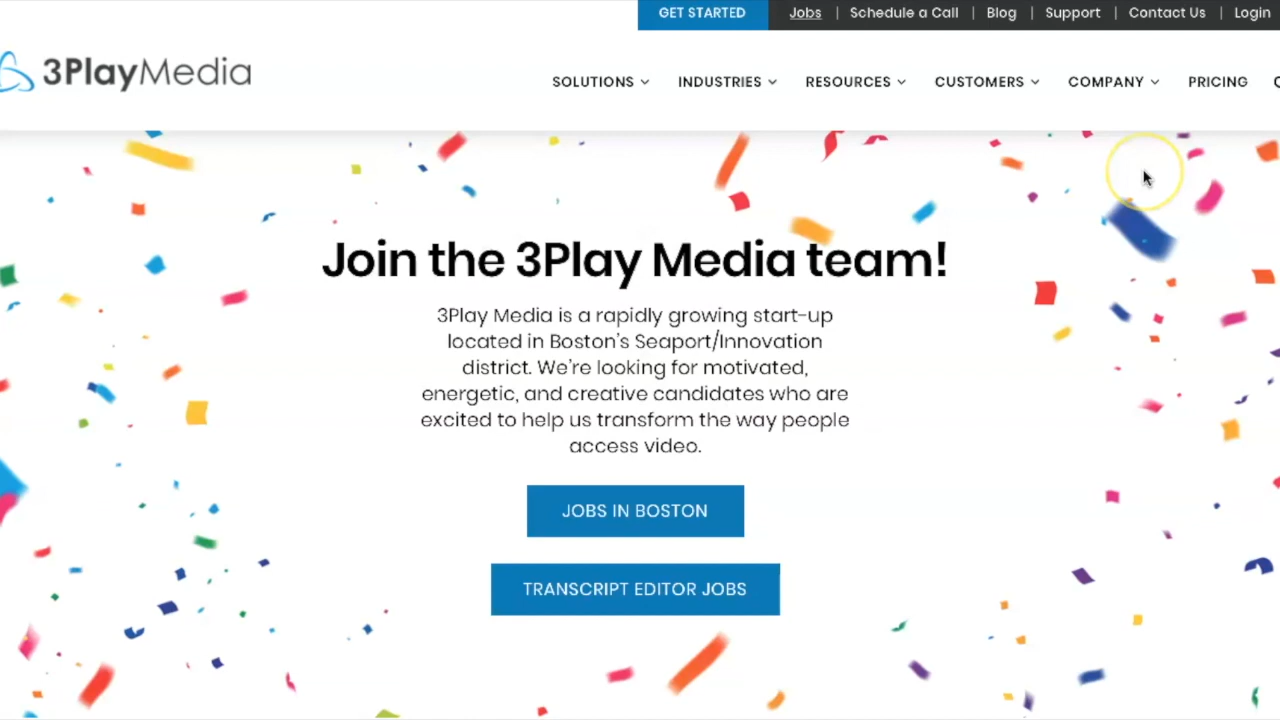 GET STARTED Jobs | Schedule a Call | Blog | Support | Contact Us | Login
3PlayMedia
SOLUTIONS INDUSTRIES RESOURCES CUSTOMERS COMPANY PRICING
Join the 3Play Media team!
3Play Media is a rapidly growing start-up
located in Boston's Seaport/Innovation
district. We're looking for motivated,
energetic, and creative candidates who are
excited to help us transform the way people
access video.
JOBS IN BOSTON
TRANSCRIPT EDITOR JOBS